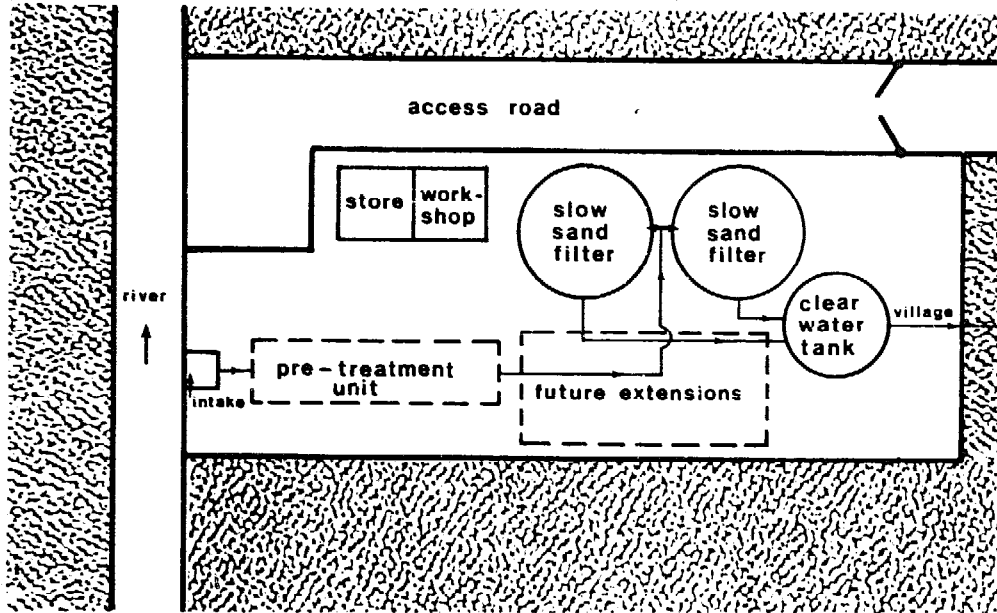 access road
store
work-
shop
slow
sand
filter
slow
sand
filter
river
clear
water
tank
village
pre-treatment
unit
intake
future extensions